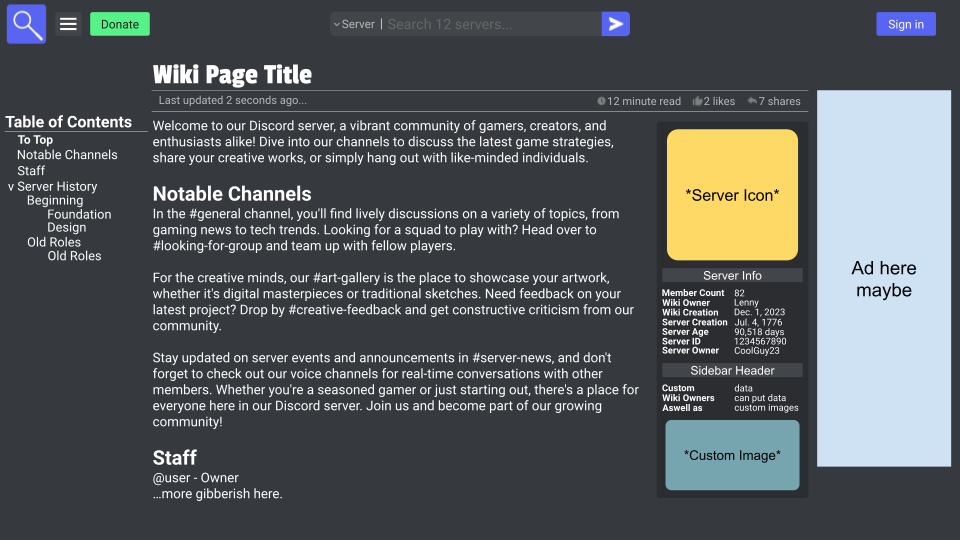 Donate
Server | Search 12 servers...
Sign in
Wiki Page Title
Last updated 2 seconds ago...
12 minute read
2 likes
7 shares
Table of Contents
To Top
Notable Channels
Staff
v Server History
Beginning
Foundation
Design
Old Roles
Old Roles
Welcome to our Discord server, a vibrant community of gamers, creators, and
enthusiasts alike! Dive into our channels to discuss the latest game strategies,
share your creative works, or simply hang out with like-minded individuals.
Notable Channels
In the #general channel, you'll find lively discussions on a variety of topics, from
gaming news to tech trends. Looking for a squad to play with? Head over to
#looking-for-group and team up with fellow players.
For the creative minds, our #art-gallery is the place to showcase your artwork,
whether it's digital masterpieces or traditional sketches. Need feedback on your
latest project? Drop by #creative-feedback and get constructive criticism from our
community.
Stay updated on server events and announcements in #server-news, and don't
forget to check out our voice channels for real-time conversations with other
members. Whether you're a seasoned gamer or just starting out, there's a place for
everyone here in our Discord server. Join us and become part of our growing
community!
Staff
@user - Owner
...more gibberish here.
*Server Icon*
Server Info
Member Count 82
Wiki Owner Lenny
Wiki Creation Dec. 1, 2023
Server Creation Jul. 4, 1776
Server Age 90,518 days
Server ID 1234567890
Server Owner CoolGuy23
Sidebar Header
Custom data
Wiki Owners can put data
Aswell as custom images
*Custom Image*
Ad here
maybe